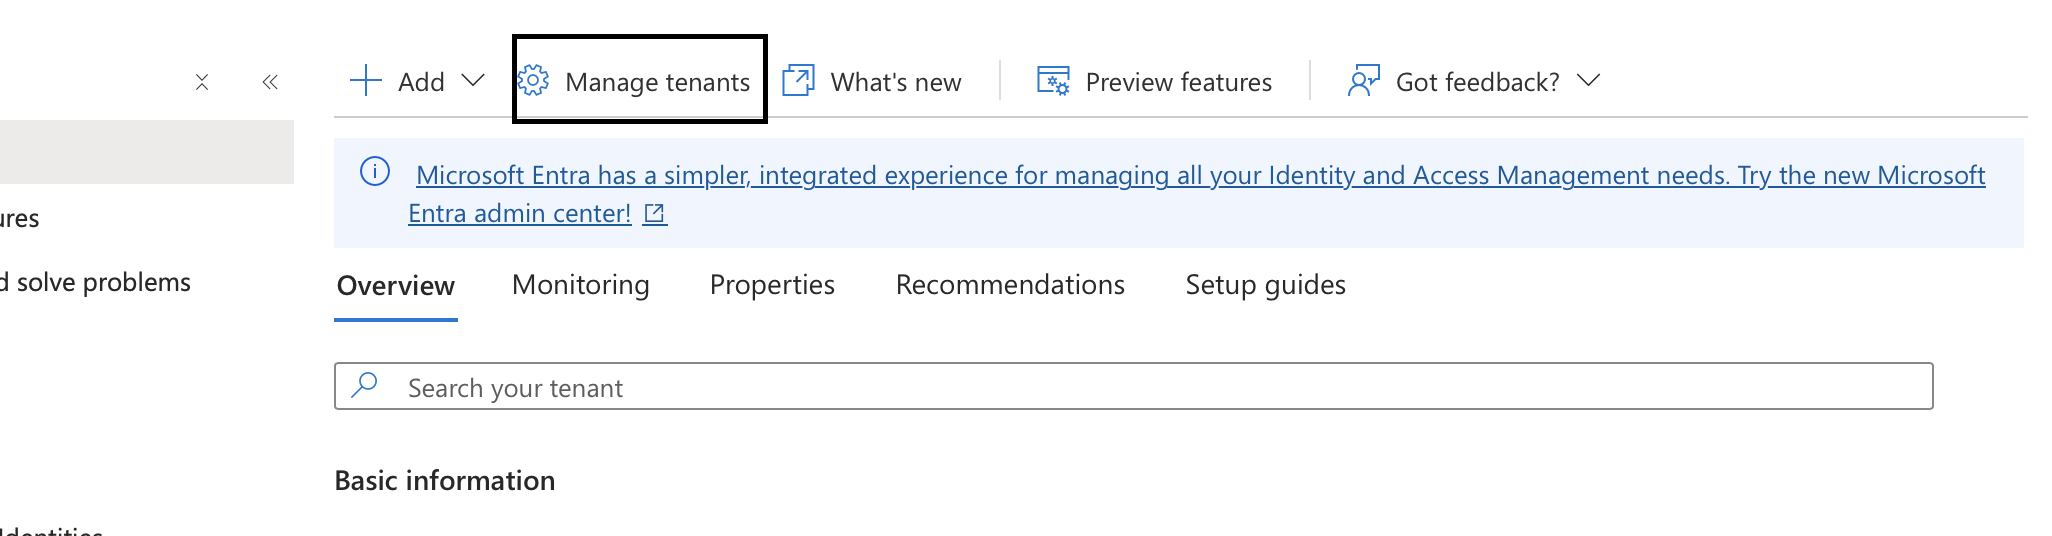 Add
Manage tenants
What's new
Preview features
Got feedback?
Microsoft Entra has a simpler, integrated experience for managing all your Identity and Access Management needs. Try the new Microsoft
Entra admin center!
ures
d solve problems
Overview
Monitoring
Properties
Recommendations
Setup guides
Search your tenant
Basic information
Identities